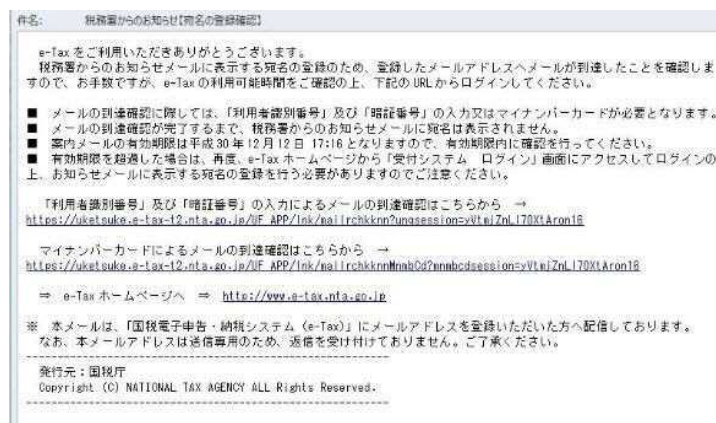 件名: 税務署からのお知らせ【宛名の登録確認】
e-Taxをご利用いただきありがとうございます。
税務署からのお知らせメールに表示する宛名の登録のため、登録したメールアドレスへメールが到達したことを確認しま
すので、お手数ですが、e-Taxの利用可能時間をご確認の上、下記のURLからログインしてください。
■ メールの到達確認に際しては、「利用者識別番号」及び「暗証番号」の入力又はマイナンバーカードが必要となります。
■ メールの到達確認が完了するまで、税務署からのお知らせメールに宛名は表示されません。
■ 案内メールの有効期限は平成30年12月12日 17:16となりますので、有効期限内に確認を行ってください。
■ 有効期限を超過した場合は、再度、e-Taxホームページから「受付システム ログイン」画面にアクセスしてログインの
上、お知らせメールに表示する宛名の登録を行う必要がありますのでご注意ください。
「利用者識別番号」及び「暗証番号」の入力によるメールの到達確認はこちらから →
https://uketsuke.e-tax-t2.nta.go.jp/UF_APP/lnk/mailrchkknn?unqsession=yVtmjZnLl70XtAron16
マイナンバーカードによるメールの到達確認はこちらから →
https://uketsuke.e-tax-t2.nta.go.jp/UF_APP/lnk/mailrchkknnMnmbCd?mnmbcdsession=yVtmjZnLl70XtAron16
⇒ e-Taxホームページへ ⇒ http://www.e-tax.nta.go.jp
※ 本メールは、「国税電子申告・納税システム(e-Tax)」にメールアドレスを登録いただいた方へ配信しております。
なお、本メールアドレスは送信専用のため、返信を受け付けておりません。ご了承ください。
発行元:国税庁
Copyright (C) NATIONAL TAX AGENCY ALL Rights Reserved.